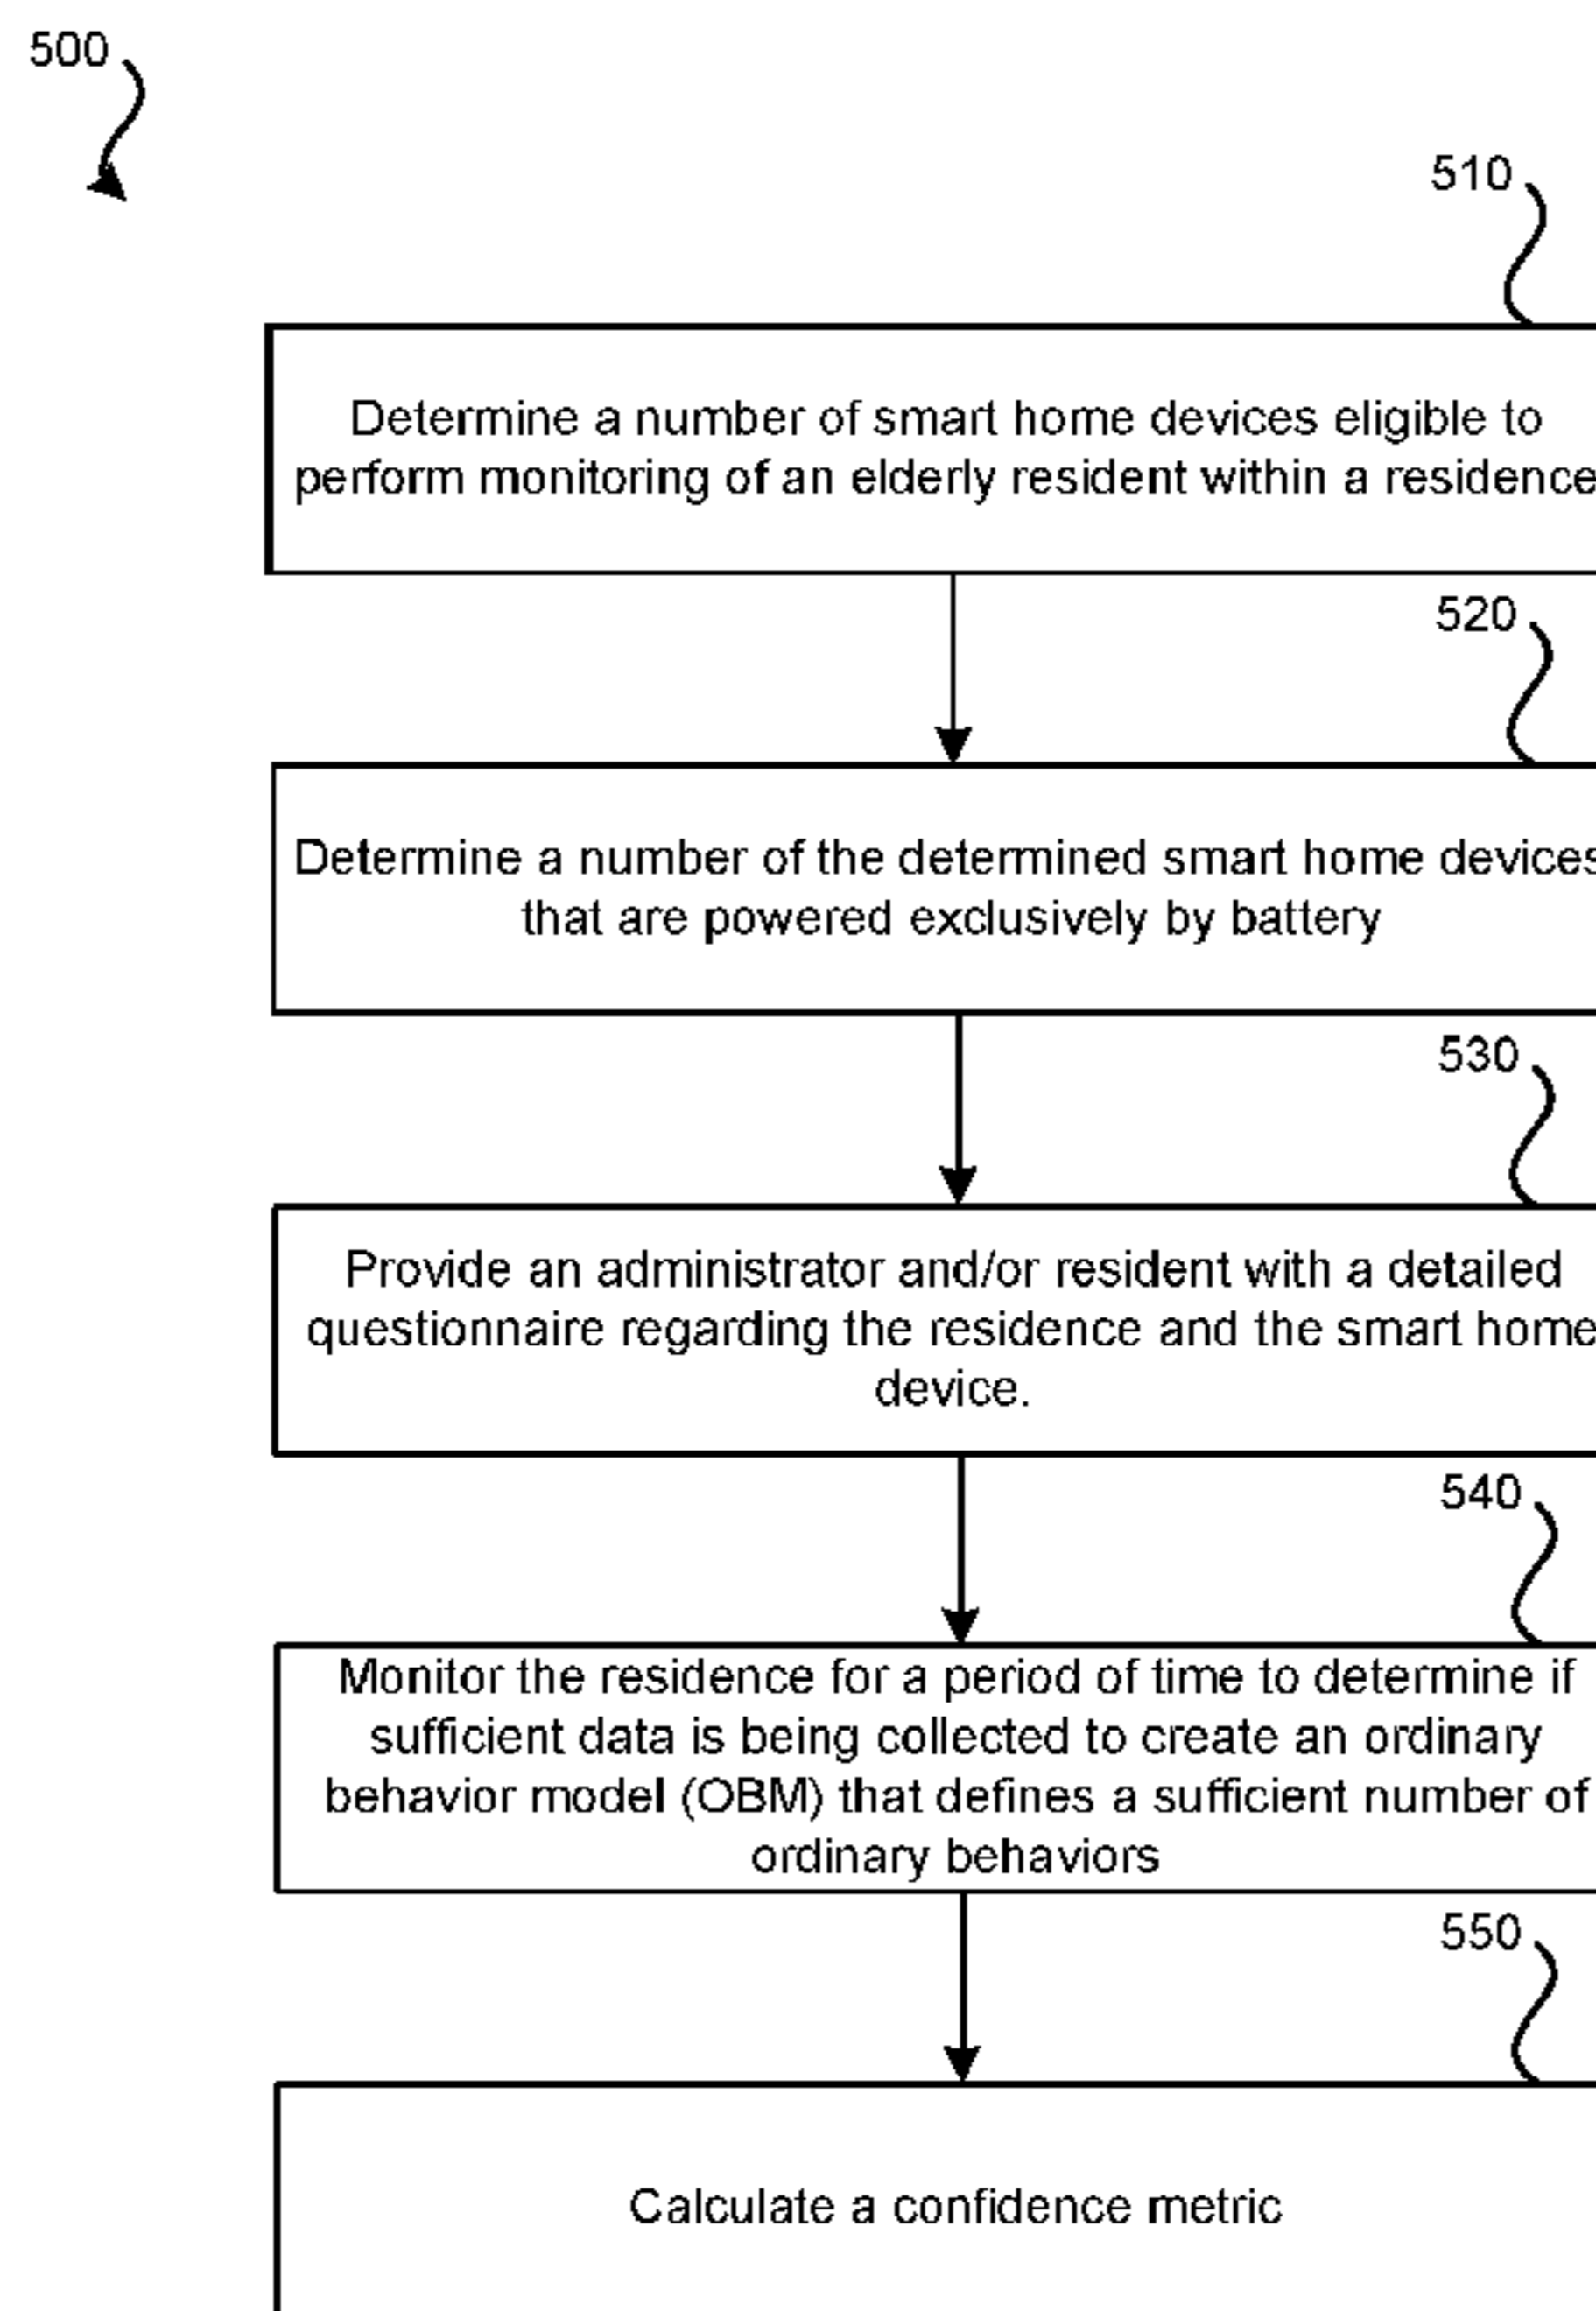 500
510
Determine a number of smart home devices eligible to
perform monitoring of an elderly resident within a residence
520
Determine a number of the determined smart home devices
that are powered exclusively by battery
530
Provide an administrator and/or resident with a detailed
questionnaire regarding the residence and the smart home
device.
540
Monitor the residence for a period of time to determine if
sufficient data is being collected to create an ordinary
behavior model (OBM) that defines a sufficient number of
ordinary behaviors
550
Calculate a confidence metric